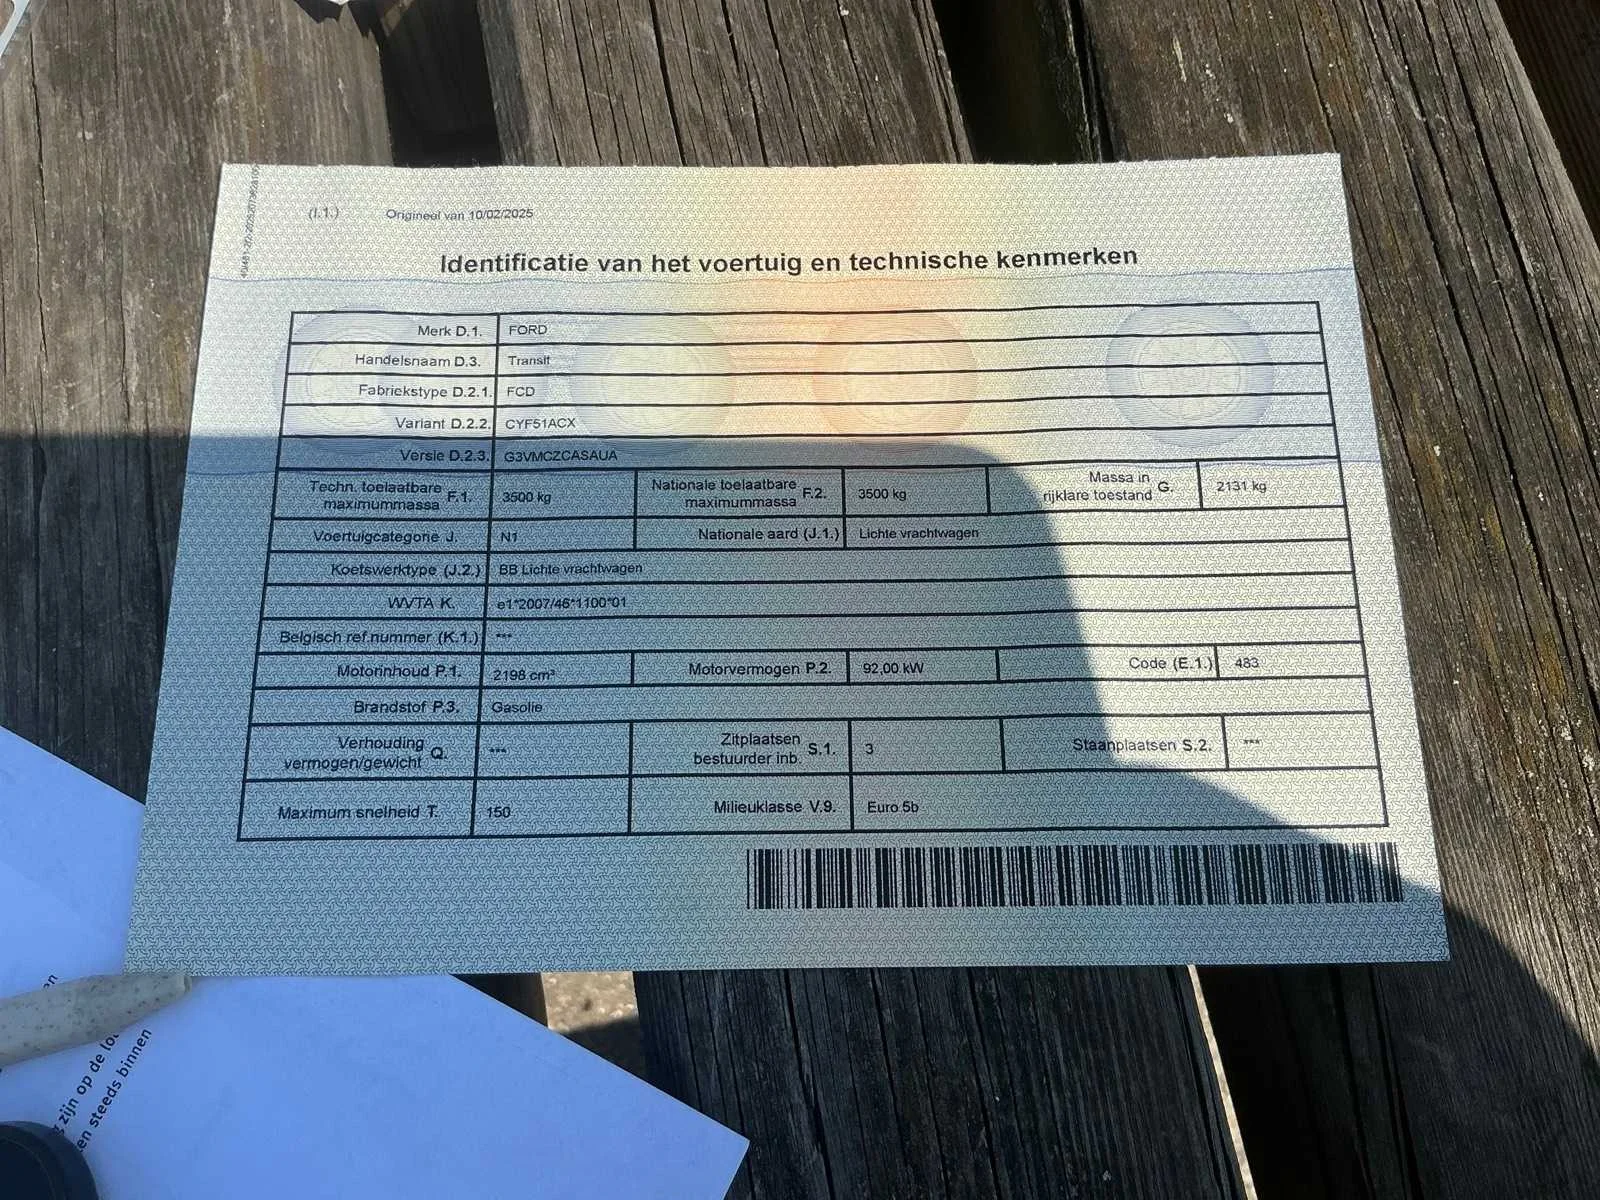 (I.1.) Origineel van 10/02/2025
Identificatie van het voertuig en technische kenmerken
Merk D.1. FORD
Handelsnaam D.3. Transit
Fabriekstype D.2.1. FCD
Variant D.2.2. CYF51ACX
Versie D.2.3. G3VMCZCASAUA
Techn. toelaatbare maximummassa F.1. 3500 kg Nationale toelaatbare maximummassa F.2. 3500 kg Massa in rijklare toestand G. 2131 kg
Voertuigcategorie J. N1 Nationale aard (J.1.) Lichte vrachtwagen
Koetswerktype (J.2.) BB Lichte vrachtwagen
WVTA K. e1*2007/46*1100*01
Belgisch ref.nummer (K.1.) ***
Motorinhoud P.1. 2198 cm³ Motorvermogen P.2. 92,00 kW Code (E.1.) 483
Brandstof P.3. Gasolie
Verhouding vermogen/gewicht Q. *** Zitplaatsen bestuurder inb. S.1. 3 Staanplaatsen S.2. ***
Maximum snelheid T. 150 Milieuklasse V.9. Euro 5b
zijn op de
en steeds binnen